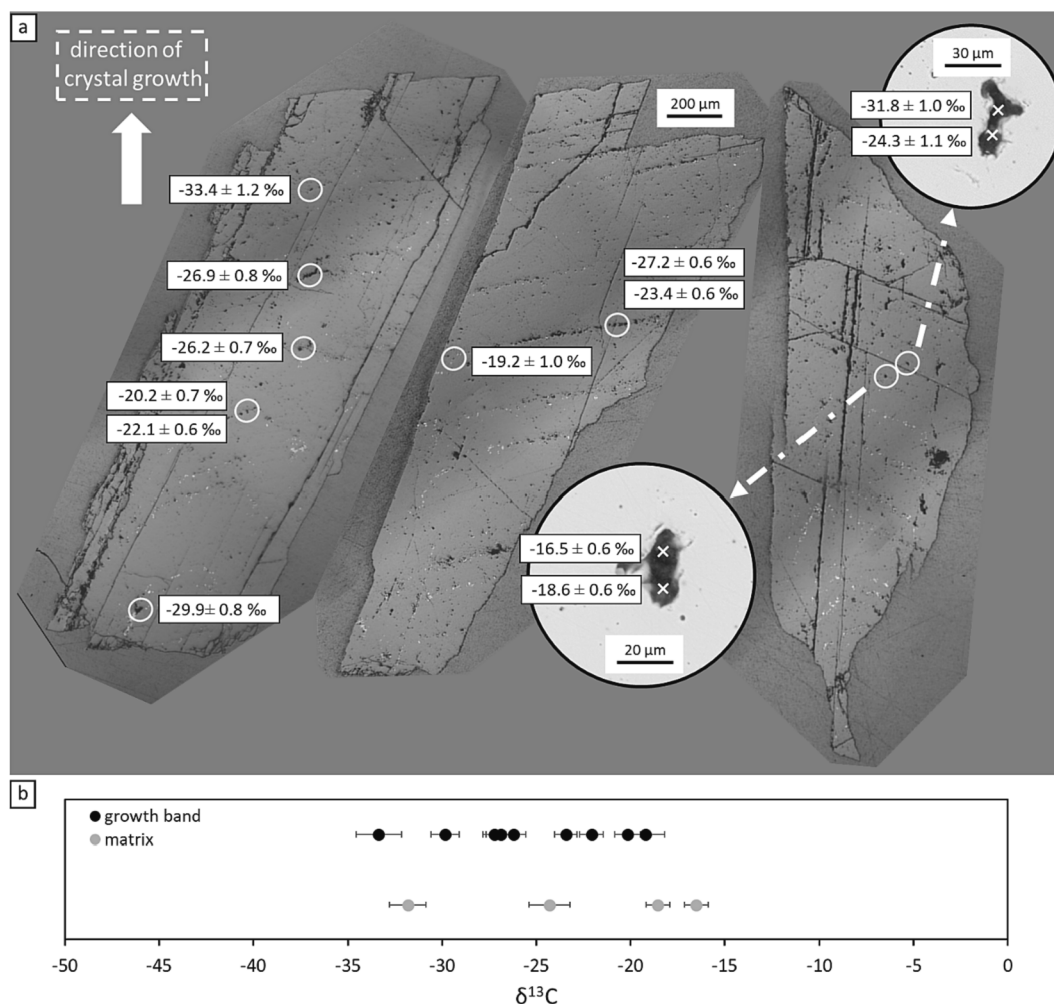 a
direction of
crystal growth
200 µm
30 µm
-31.8 ± 1.0 ‰
-24.3 ± 1.1 ‰
-33.4 ± 1.2 ‰
-26.9 ± 0.8 ‰
-26.2 ± 0.7 ‰
-20.2 ± 0.7 ‰
-22.1 ± 0.6 ‰
-29.9± 0.8 ‰
-27.2 ± 0.6 ‰
-23.4 ± 0.6 ‰
-19.2 ± 1.0 ‰
-16.5 ± 0.6 ‰
-18.6 ± 0.6 ‰
20 µm
b
growth band
matrix
-50 -45 -40 -35 -30 -25 -20 -15 -10 -5 0
δ¹³C